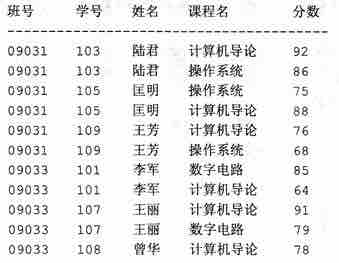 班号 学号 姓名 课程名 分数
09031 103 陆君 计算机导论 92
09031 103 陆君 操作系统 86
09031 105 匡明 操作系统 75
09031 105 匡明 计算机导论 88
09031 109 王芳 计算机导论 76
09031 109 王芳 操作系统 68
09033 101 李军 数字电路 85
09033 101 李军 计算机导论 64
09033 107 王丽 计算机导论 91
09033 107 王丽 数字电路 79
09033 108 曾华 计算机导论 78